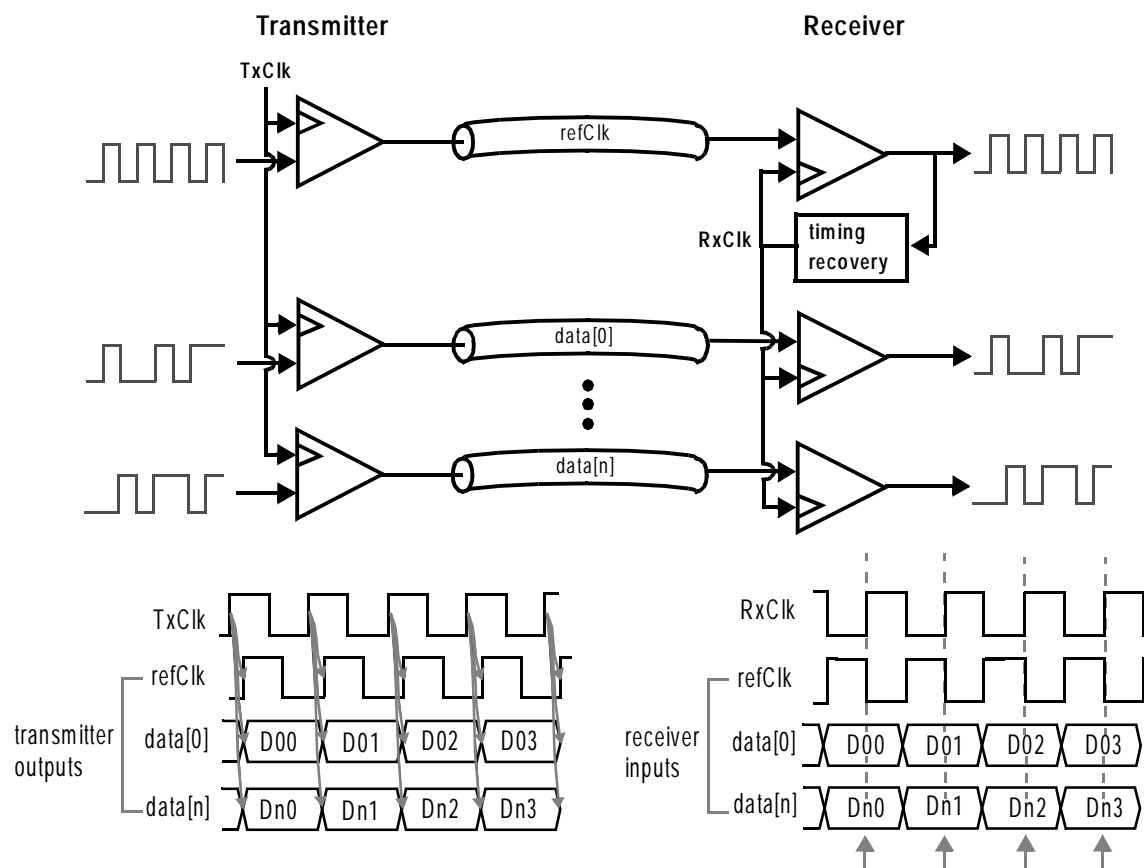 Transmitter
Receiver
TxClk
refClk
RxClk
timing
recovery
data[0]
data[n]
TxClk
refClk
data[0] D00 D01 D02 D03
data[n] Dn0 Dn1 Dn2 Dn3
transmitter
outputs
RxClk
refClk
data[0] D00 D01 D02 D03
data[n] Dn0 Dn1 Dn2 Dn3
receiver
inputs